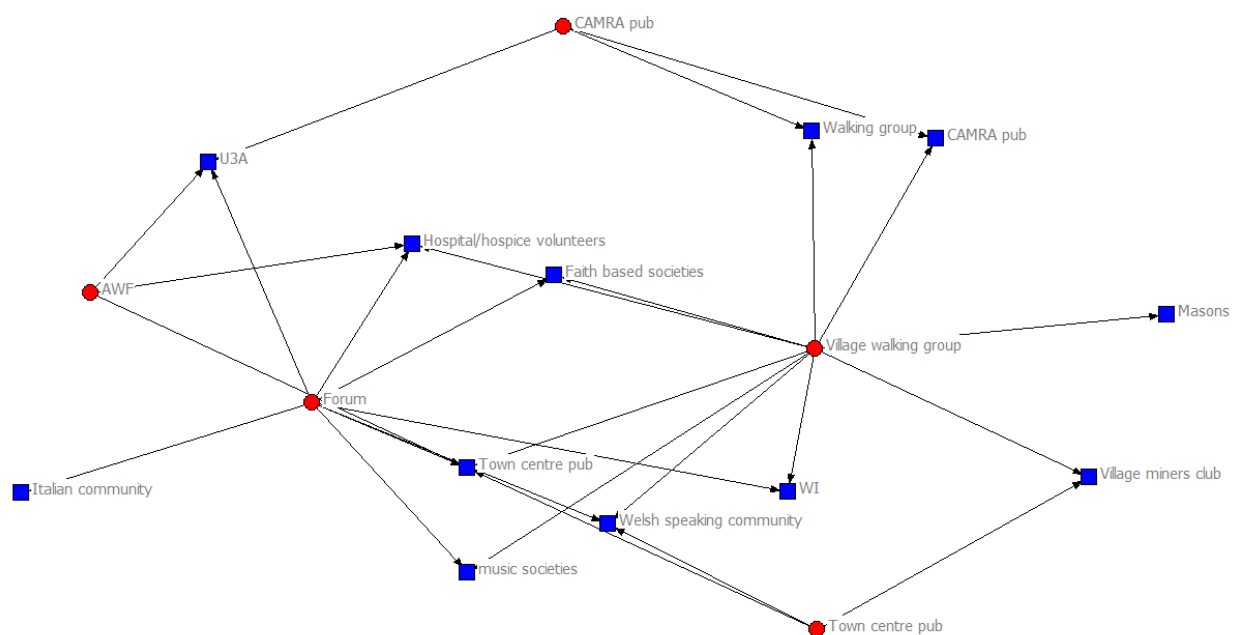 CAMRA pub
Walking group
CAMRA pub
U3A
Hospital/hospice volunteers
Faith based societies
AWF
Masons
Village walking group
Forum
Town centre pub
Village miners club
Italian community
WI
Welsh speaking community
music societies
Town centre pub